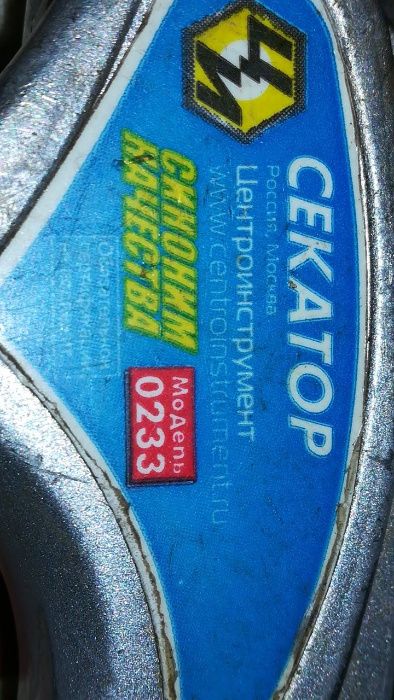 СЕКАТОР
Россия, Москва
Центроинструмент
www.centroinstrument.ru
СИНОНИМ
КАЧЕСТВА
Модель
0233